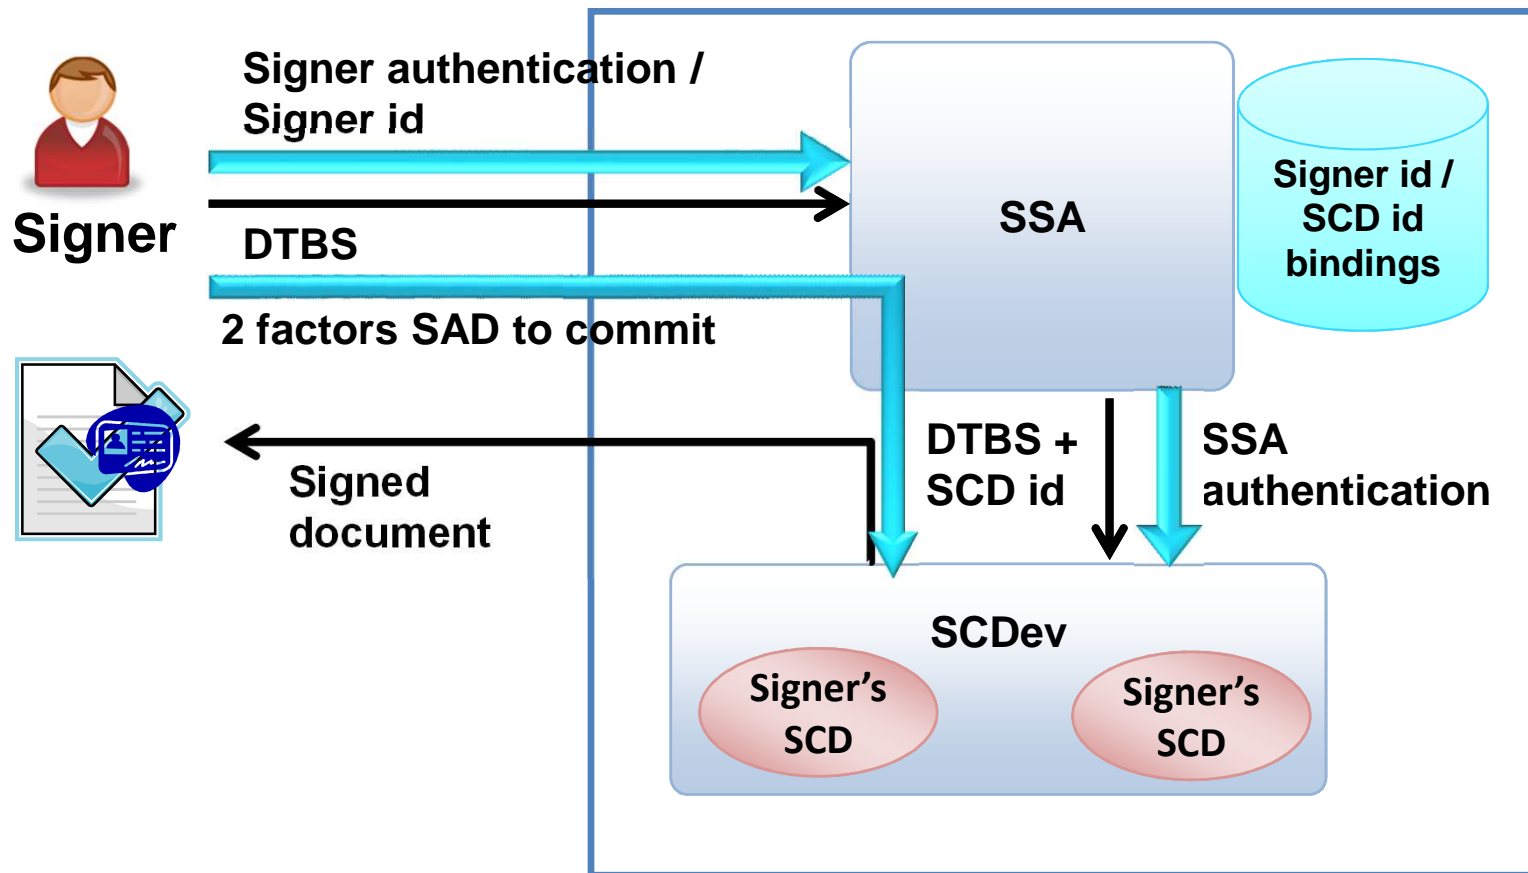 Signer authentication /
Signer id
Signer
DTBS
2 factors SAD to commit
SSA
Signer id /
SCD id
bindings
Signed
document
DTBS +
SCD id
SSA
authentication
SCDev
Signer’s
SCD
Signer’s
SCD